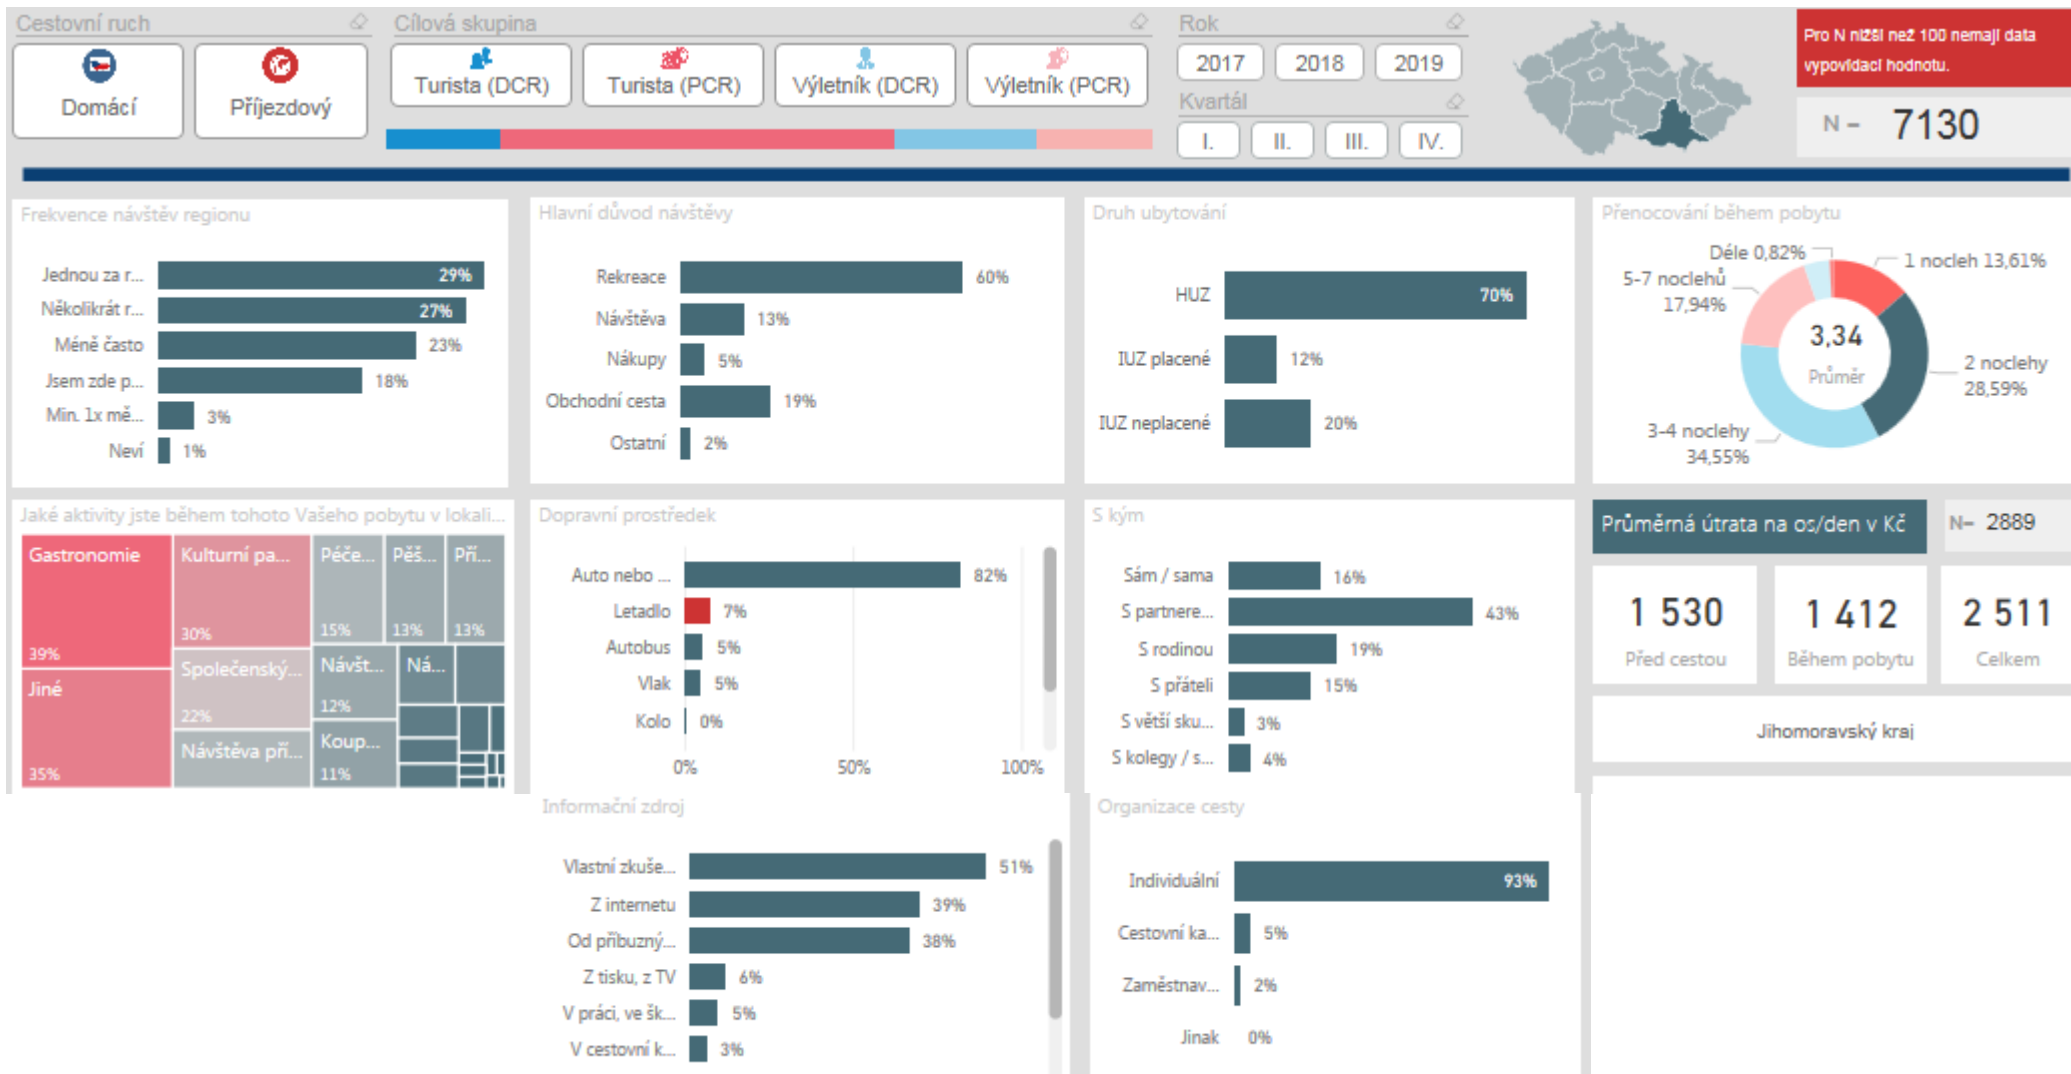 Cestovní ruch
Domácí
Příjezdový
Cílová skupina
Turista (DCR)
Turista (PCR)
Výletník (DCR)
Výletník (PCR)
Rok
2017
2018
2019
Kvartál
I.
II.
III.
IV.
Pro N nižší než 100 nemají data
vypovídací hodnotu.
N – 7130
Frekvence návštěv regionu
Jednou za r... 29%
Několikrát r... 27%
Méně často 23%
Jsem zde p... 18%
Min. 1x mě... 3%
Neví 1%
Hlavní důvod návštěvy
Rekreace 60%
Návštěva 13%
Nákupy 5%
Obchodní cesta 19%
Ostatní 2%
Druh ubytování
HUZ 70%
IUZ placené 12%
IUZ neplacené 20%
Přenocování během pobytu
Déle 0,82%
1 nocleh 13,61%
5-7 noclehů
17,94%
3,34
Průměr
2 noclehy
28,59%
3-4 noclehy
34,55%
Jaké aktivity jste během tohoto Vašeho pobytu v lokali...
Gastronomie
39%
Jiné
35%
Kulturní pa...
30%
Společenský...
22%
Návštěva pří...
Péče...
15%
Pěš...
13%
Pří...
13%
Návšt...
12%
Ná...
Koup...
11%
Dopravní prostředek
Auto nebo ... 82%
Letadlo 7%
Autobus 5%
Vlak 5%
Kolo 0%
0% 50% 100%
S kým
Sám / sama 16%
S partnere... 43%
S rodinou 19%
S přáteli 15%
S větší sku... 3%
S kolegy / s... 4%
Průměrná útrata na os/den v Kč
N– 2889
1 530
Před cestou
1 412
Během pobytu
2 511
Celkem
Jihomoravský kraj
Informační zdroj
Vlastní zkuše... 51%
Z internetu 39%
Od příbuzný... 38%
Z tisku, z TV 6%
V práci, ve šk... 5%
V cestovní k... 3%
Organizace cesty
Individuální 93%
Cestovní ka... 5%
Zaměstnav... 2%
Jinak 0%